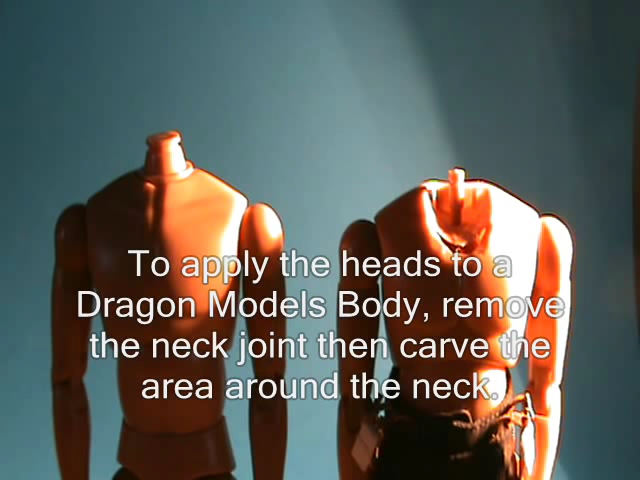 To apply the heads to a
Dragon Models Body, remove
the neck joint then carve the
area around the neck.